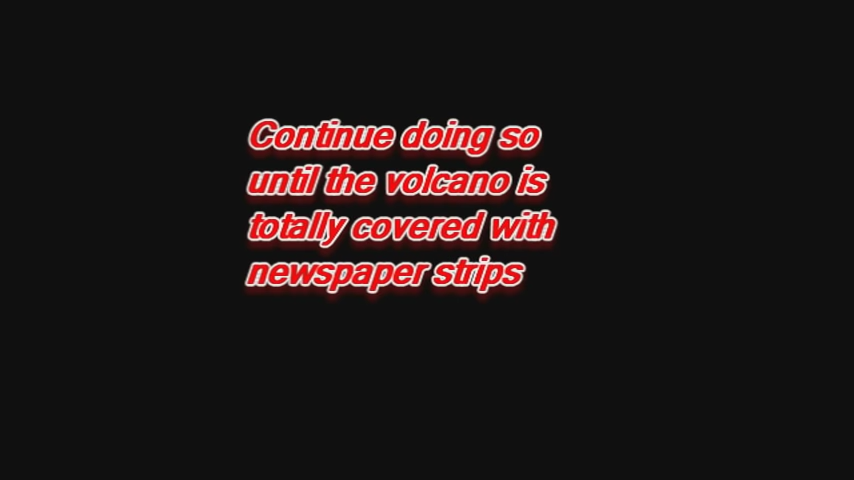 Continue doing so
until the volcano is
totally covered with
newspaper strips